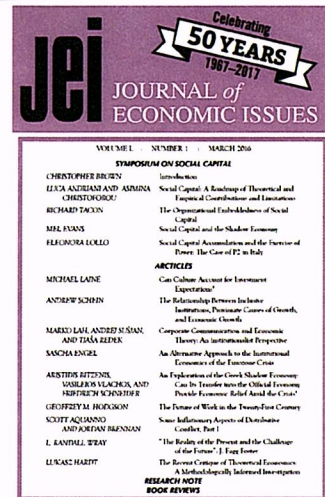 Celebrating
50 YEARS
1967–2017
jei
JOURNAL of
ECONOMIC ISSUES
VOLUME L NUMBER 1 MARCH 2016
SYMPOSIUM ON SOCIAL CAPITAL
CHRISTOPHER BROWN Introduction
LUCA ANDRIANI AND ASIMINA Social Capital: A Roadmap of Theoretical and
CHRISTOFOROU Empirical Contributions and Limitations
RICHARD TACON The Organizational Embeddedness of Social
Capital
MEL EVANS Social Capital and the Shadow Economy
ELEONORA LOLLO Social Capital Accumulation and the Exercise of
Power: The Case of P2 in Italy
ARCTICLES
MICHAEL LAINÉ Can Culture Account for Investment
Expectations?
ANDREW SCHEIN The Relationship Between Inclusive
Institutions, Proximate Causes of Growth,
and Economic Growth
MARKO LAH, ANDREJ SUŠJAN, Corporate Communication and Economic
AND TJAŠA REDEK Theory: An Institutionalist Perspective
SASCHA ENGEL An Alternative Approach to the Institutional
Economics of the Eurozone Crisis
ARISTIDIS BITZENIS, An Exploration of the Greek Shadow Economy:
VASILEIOS VLACHOS, AND Can Its Transfer into the Official Economy
FRIEDRICH SCHNEIDER Provide Economic Relief Amid the Crisis?
GEOFFREY M. HODGSON The Future of Work in the Twenty-First Century
SCOTT AQUANNO Some Inflationary Aspects of Distributive
AND JORDAN BRENNAN Conflict, Part I
L. RANDALL WRAY "The Reality of the Present and the Challenge
of the Future": J. Fagg Foster
LUKASZ HARDT The Recent Critique of Theoretical Economics:
A Methodologically Informed Investigation
RESEARCH NOTE
BOOK REVIEWS